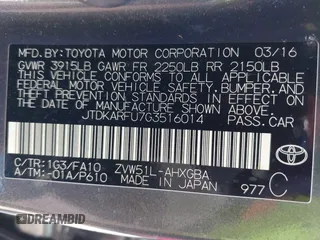 MFD.BY:TOYOTA MOTOR CORPORATION 03/16
GVWR 3915LB GAWR FR 2250LB RR 2150LB
THIS VEHICLE CONFORMS TO ALL APPLICABLE
FEDERAL MOTOR VEHICLE SAFETY,BUMPER,AND
THEFT PREVENTION STANDARDS IN EFFECT ON THE
DATE OF MANUFACTURE SHOWN ABOVE.
JTDKARFU7G3516014 PASS.CAR
C/TR:1G3/FA10 ZVW51L-AHXGBA
A/TM:-01A/P610 MADE IN JAPAN 977 C
TOYOTA
1GREENBID